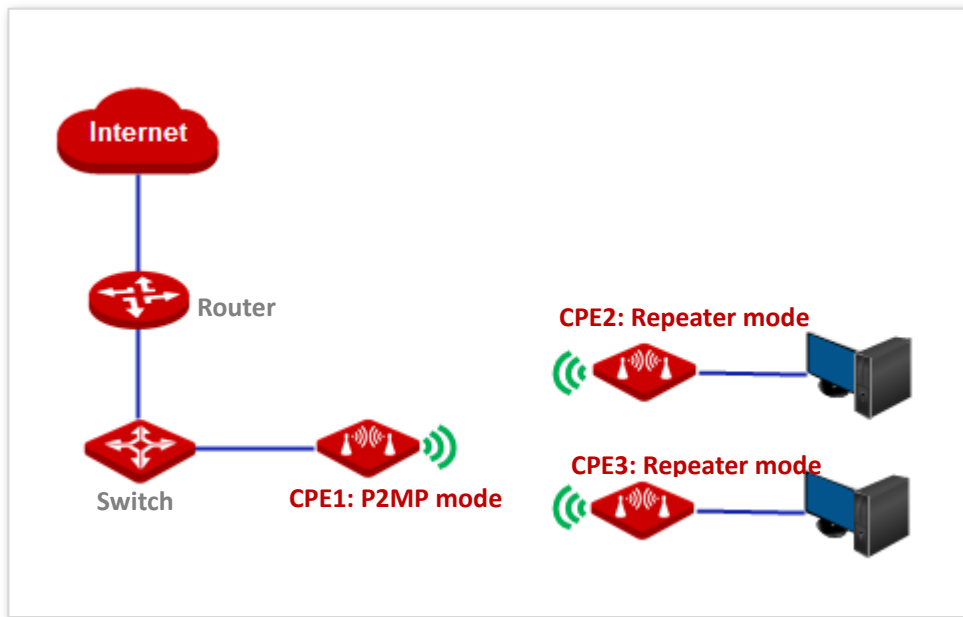 Internet
Router
CPE2: Repeater mode
CPE3: Repeater mode
Switch
CPE1: P2MP mode